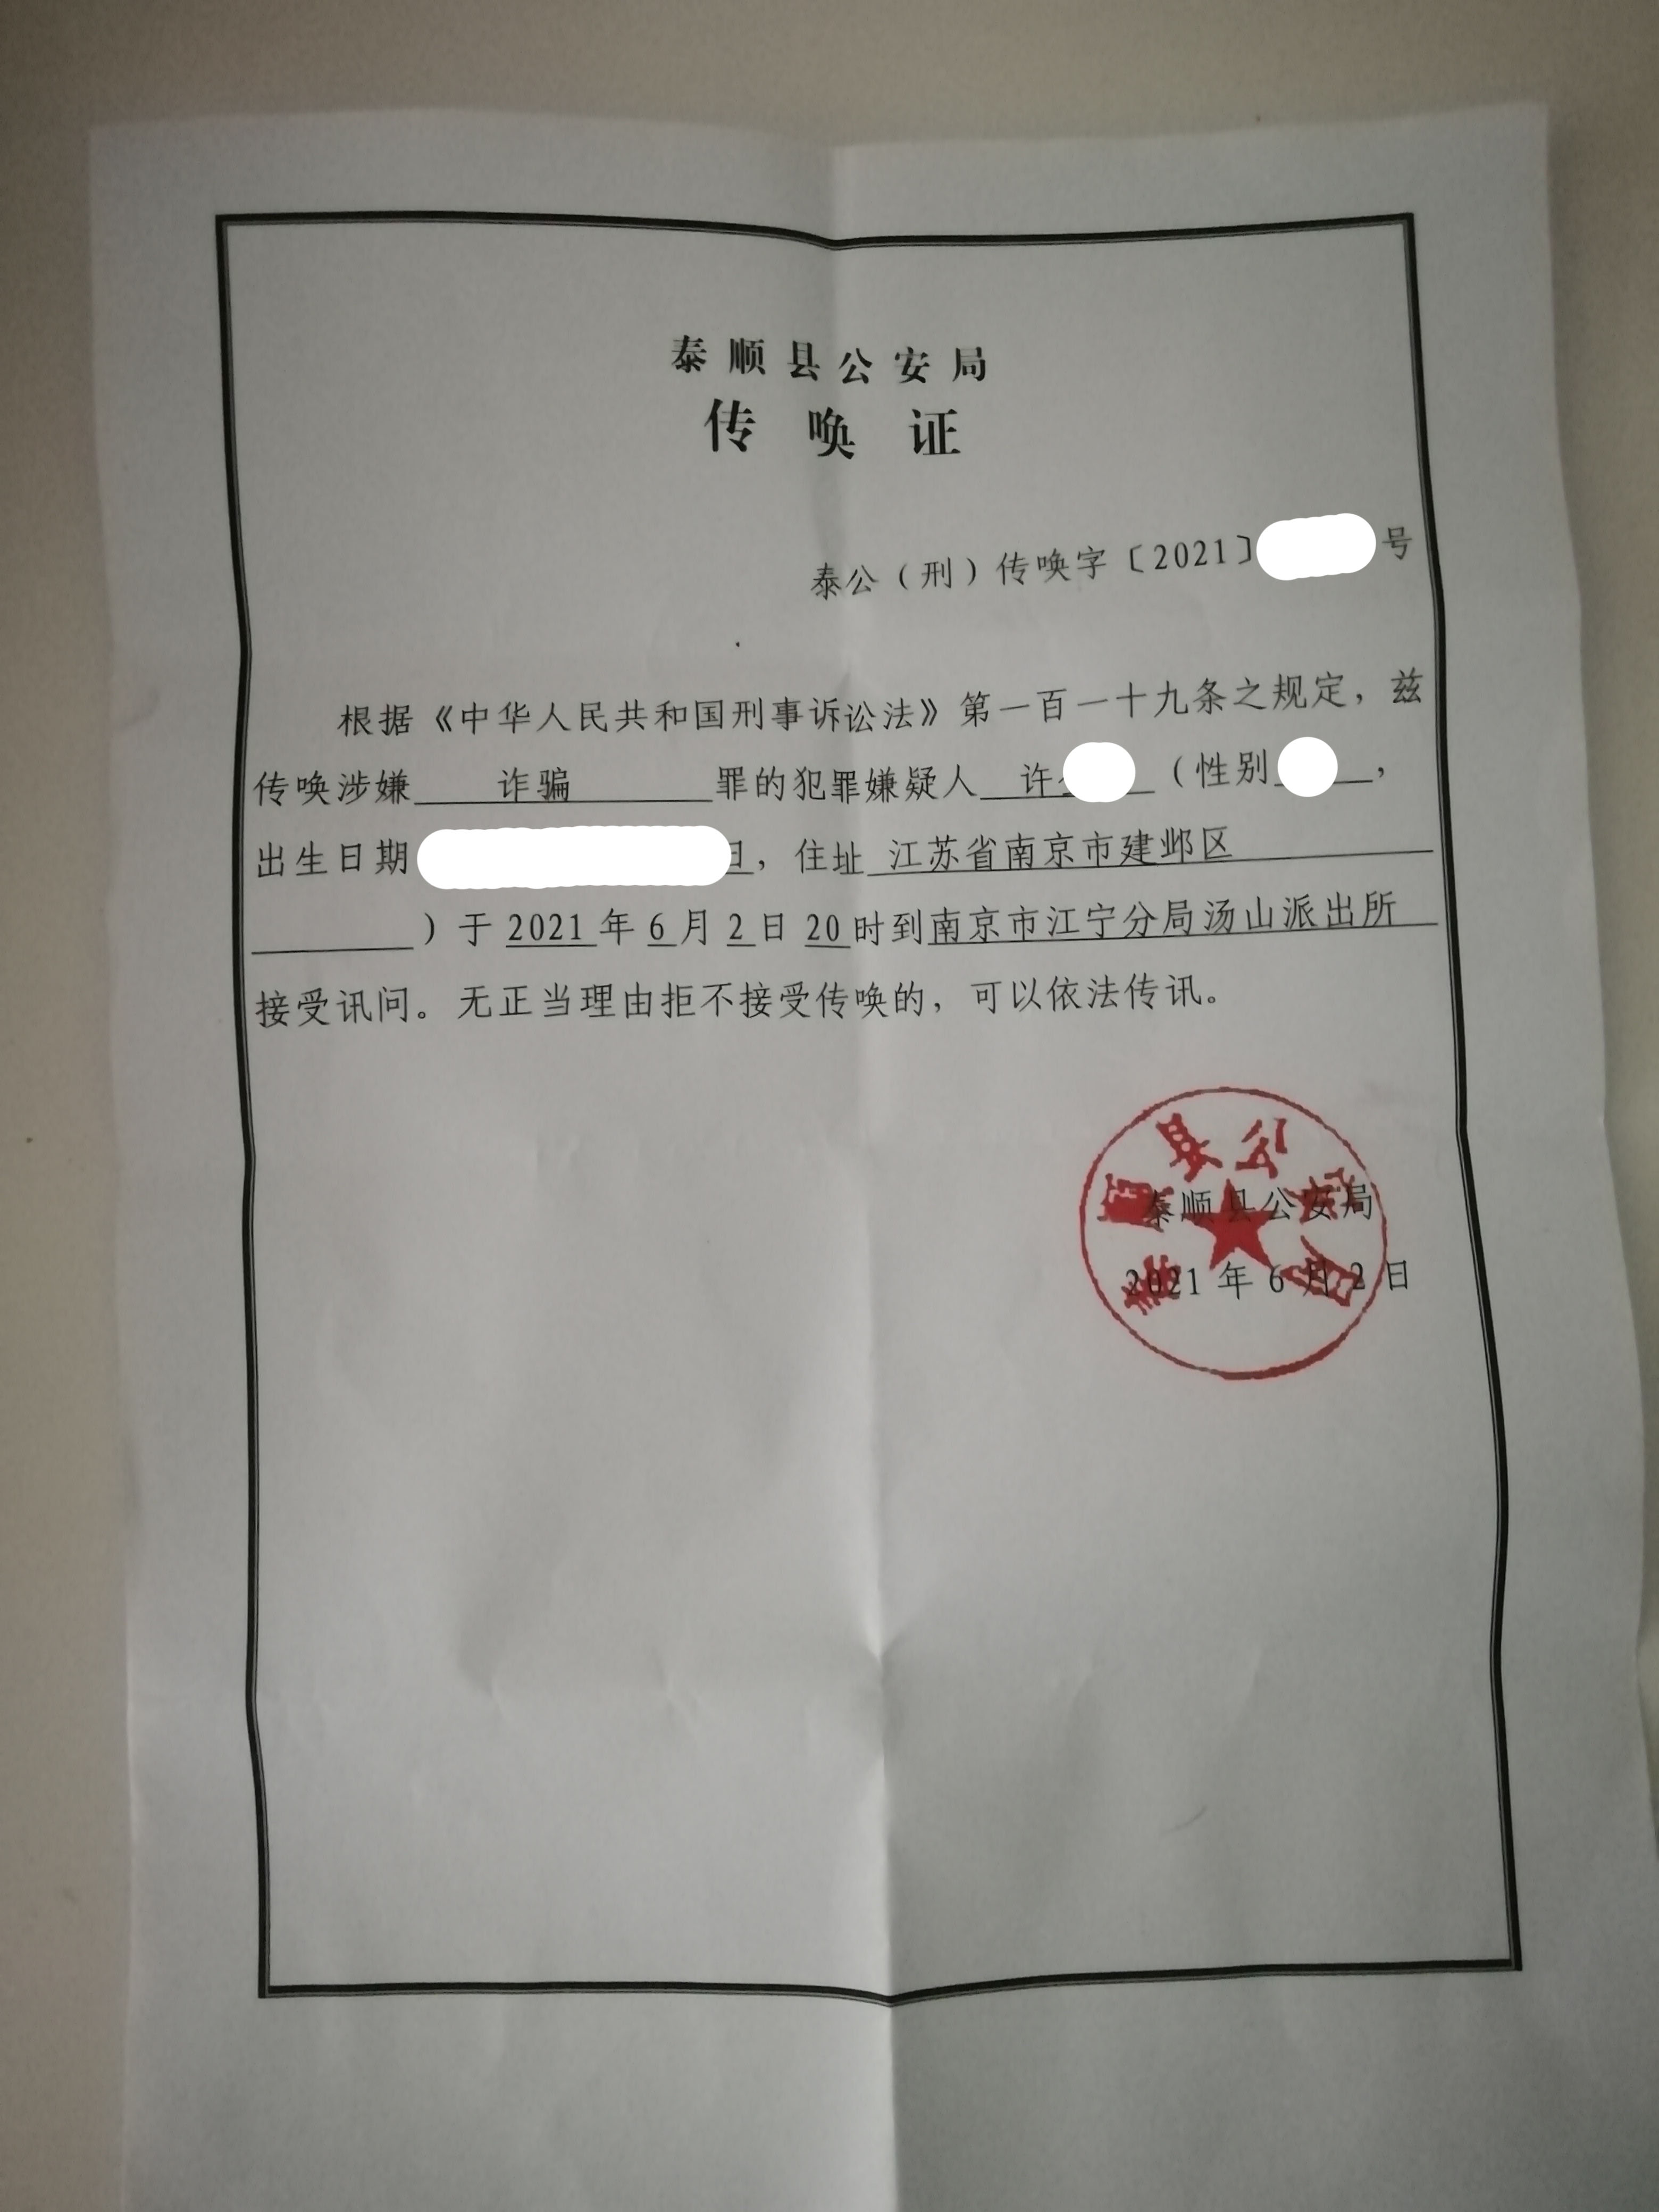 泰顺县公安局
传唤证
泰公（刑）传唤字〔2021〕号
根据《中华人民共和国刑事诉讼法》第一百一十九条之规定，兹
传唤涉嫌 诈骗 罪的犯罪嫌疑人 许（性别 ，
出生日期 日，住址 江苏省南京市建邺区
）于 2021 年 6 月 2 日 20 时到南京市江宁分局汤山派出所
接受讯问。无正当理由拒不接受传唤的，可以依法传讯。
泰顺县公安局
泰顺县公安局
2021 年 6 月 2 日